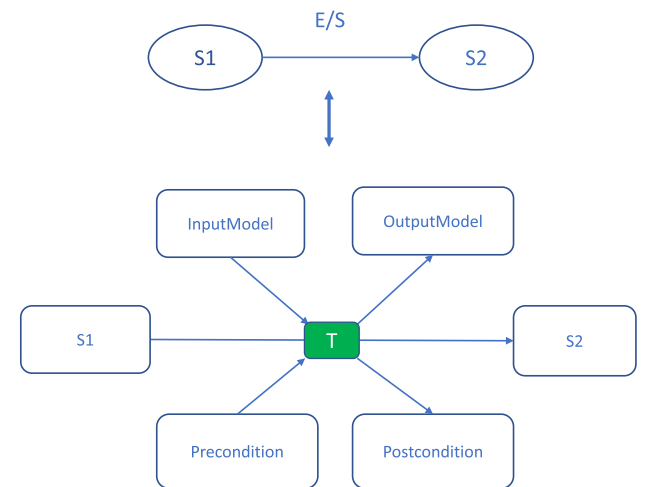 E/S
S1
S2
InputModel
OutputModel
S1
T
S2
Precondition
Postcondition